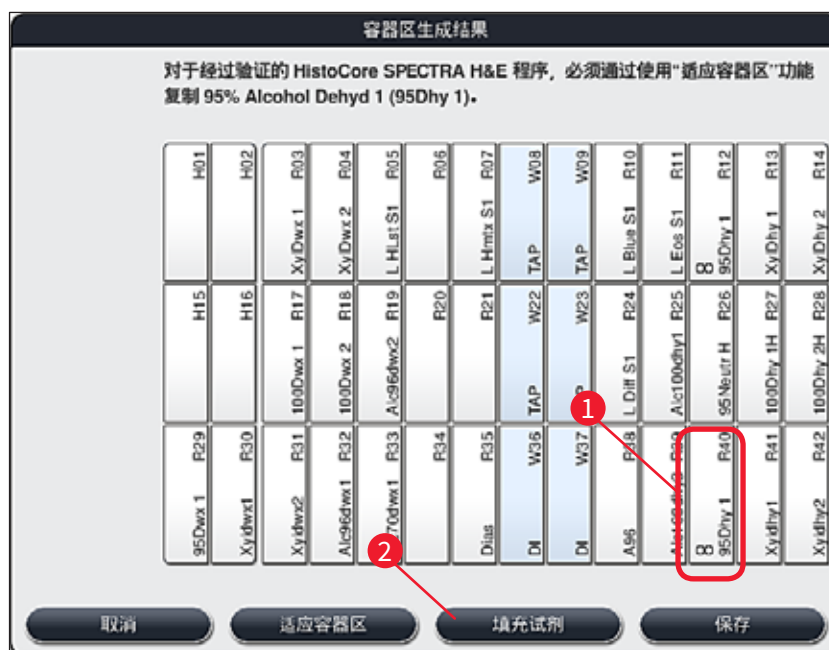 容器区生成结果
对于经过验证的 HistoCore SPECTRA H&E 程序，必须通过使用“适应容器区”功能
复制 95% Alcohol Dehyd 1 (95Dhy 1)。
H01
H02
R03 XylDwx 1
R04 XylDwx 2
R05 L HLst S1
R06
R07 L Hmtx S1
W08 TAP
W09 TAP
R10 L Blue S1
R11 L Eos S1
R12 95Dhy 1
R13 XylDhy 1
R14 XylDhy 2
H15
H16
R17 100Dwx 1
R18 100Dwx 2
R19 Alc96dwx2
R20
R21
W22 TAP
W23
R24 L Diff S1
R25 Alc100dhy1
R26 95Neutr H
R27 100Dhy 1H
R28 100Dhy 2H
R29 95Dwx 1
R30 Xyldwx1
R31 Xyldwx2
R32 Alc96dwx1
R33 70dwx1
R34
R35 Dias
W36 DI
W37 DI
R38 A96
R40 95Dhy 1
R41 Xyldhy1
R42 Xyldhy2
1
2
取消
适应容器区
填充试剂
保存